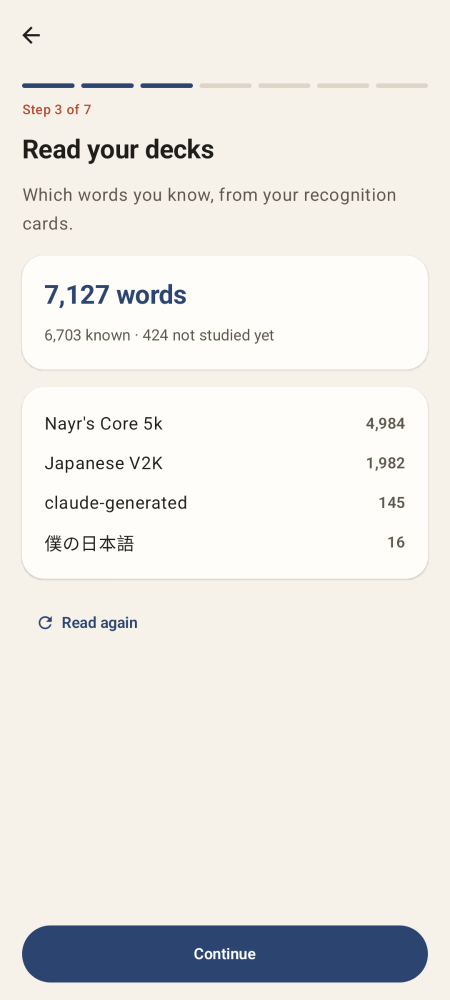 Step 3 of 7
Read your decks
Which words you know, from your recognition
cards.
7,127 words
6,703 known · 424 not studied yet
Nayr's Core 5k 4,984
Japanese V2K 1,982
claude-generated 145
僕の日本語 16
Read again
Continue